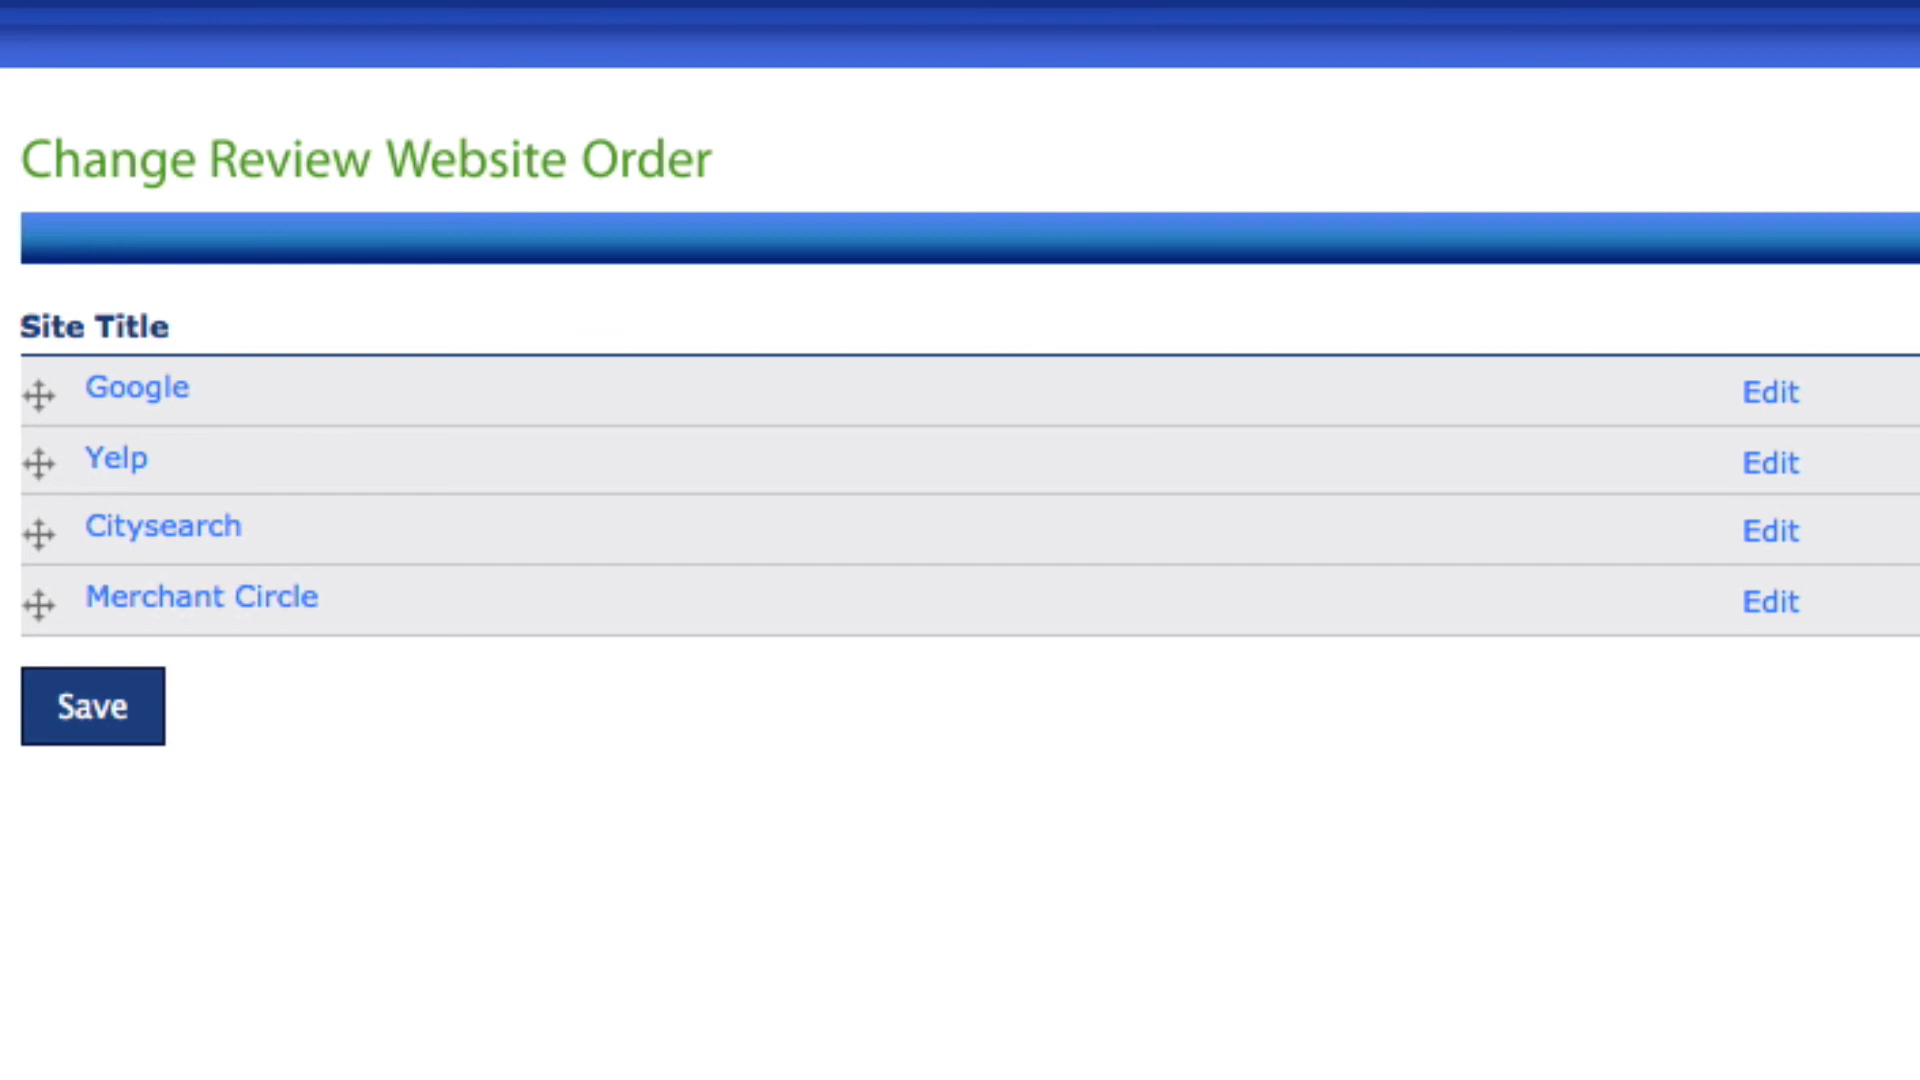 Change Review Website Order
Site Title
Google Edit
Yelp Edit
Citysearch Edit
Merchant Circle Edit
Save